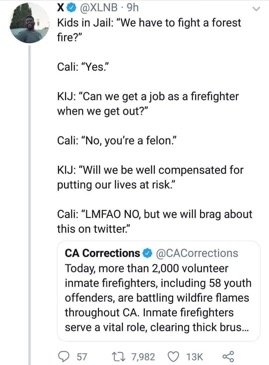 X @XLNB · 9h
Kids in Jail: “We have to fight a forest
fire?”
Cali: “Yes.”
KIJ: “Can we get a job as a firefighter
when we get out?”
Cali: “No, you’re a felon.”
KIJ: “Will we be well compensated for
putting our lives at risk.”
Cali: “LMFAO NO, but we will brag about
this on twitter.”
CA Corrections @CACorrections
Today, more than 2,000 volunteer
inmate firefighters, including 58 youth
offenders, are battling wildfire flames
throughout CA. Inmate firefighters
serve a vital role, clearing thick brus...
57 7,982 13K